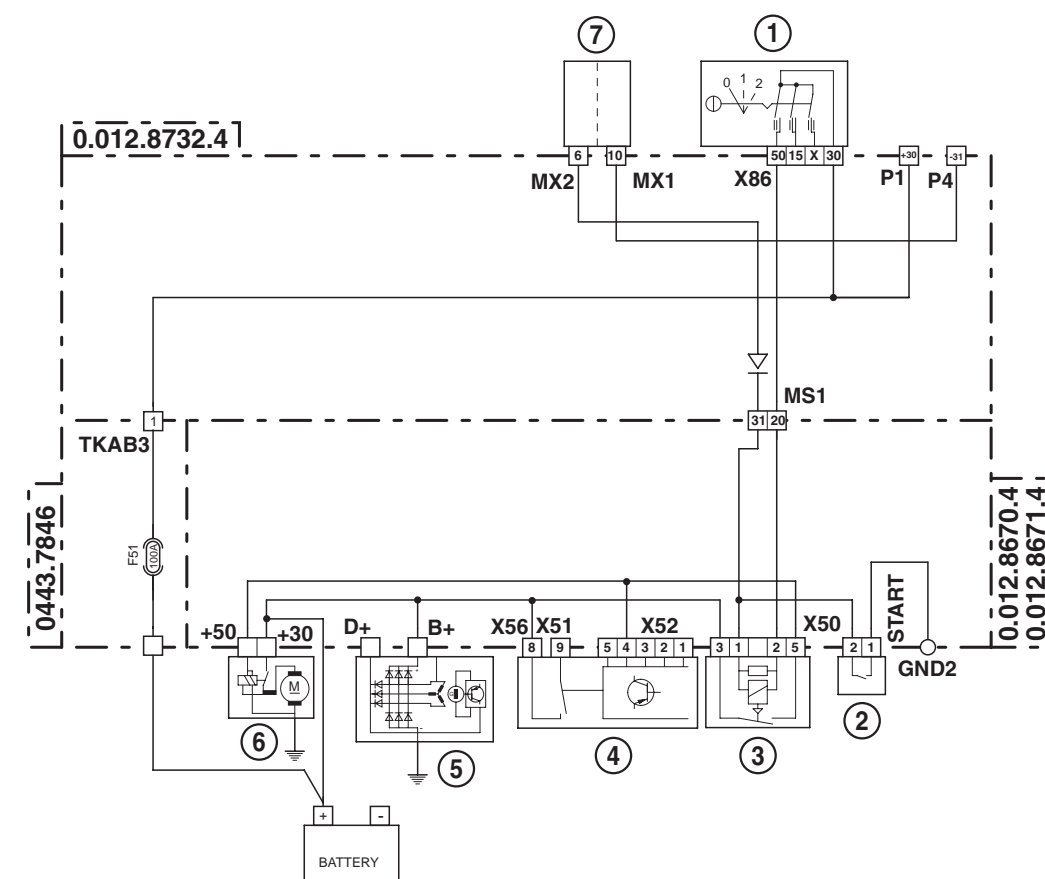 7
1
0 1 2
0.012.8732.4
6 10
50 15 X 30
+30
-31
MX2 MX1 X86 P1 P4
MS1
31 20
1
TKAB3
0443.7846
F51
100A
0.012.8670.4
0.012.8671.4
START
+50 +30 D+ B+ X56 X51 X52 X50
8 9 5 4 3 2 1 3 1 2 5 2 1
GND2
M
+
-
6 5 4 3 2
+ -
BATTERY